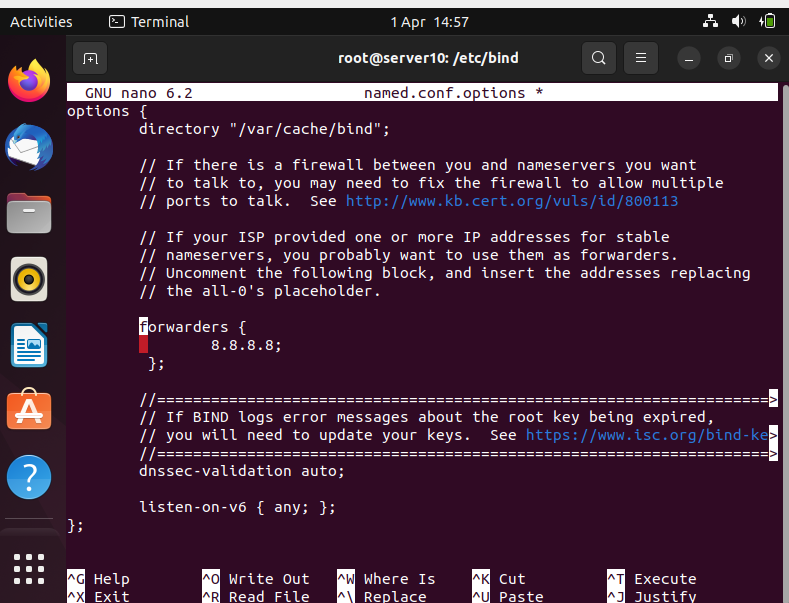 Activities
Terminal
1 Apr 14:57
root@server10: /etc/bind
GNU nano 6.2 named.conf.options *
options {
directory "/var/cache/bind";
// If there is a firewall between you and nameservers you want
// to talk to, you may need to fix the firewall to allow multiple
// ports to talk. See http://www.kb.cert.org/vuls/id/800113
// If your ISP provided one or more IP addresses for stable
// nameservers, you probably want to use them as forwarders.
// Uncomment the following block, and insert the addresses replacing
// the all-0's placeholder.
forwarders {
8.8.8.8;
};
//====================================================================>
// If BIND logs error messages about the root key being expired,
// you will need to update your keys. See https://www.isc.org/bind-ke>
//====================================================================>
dnssec-validation auto;
listen-on-v6 { any; };
};
^G Help ^O Write Out ^W Where Is ^K Cut ^T Execute
^X Exit ^R Read File ^\ Replace ^U Paste ^J Justify